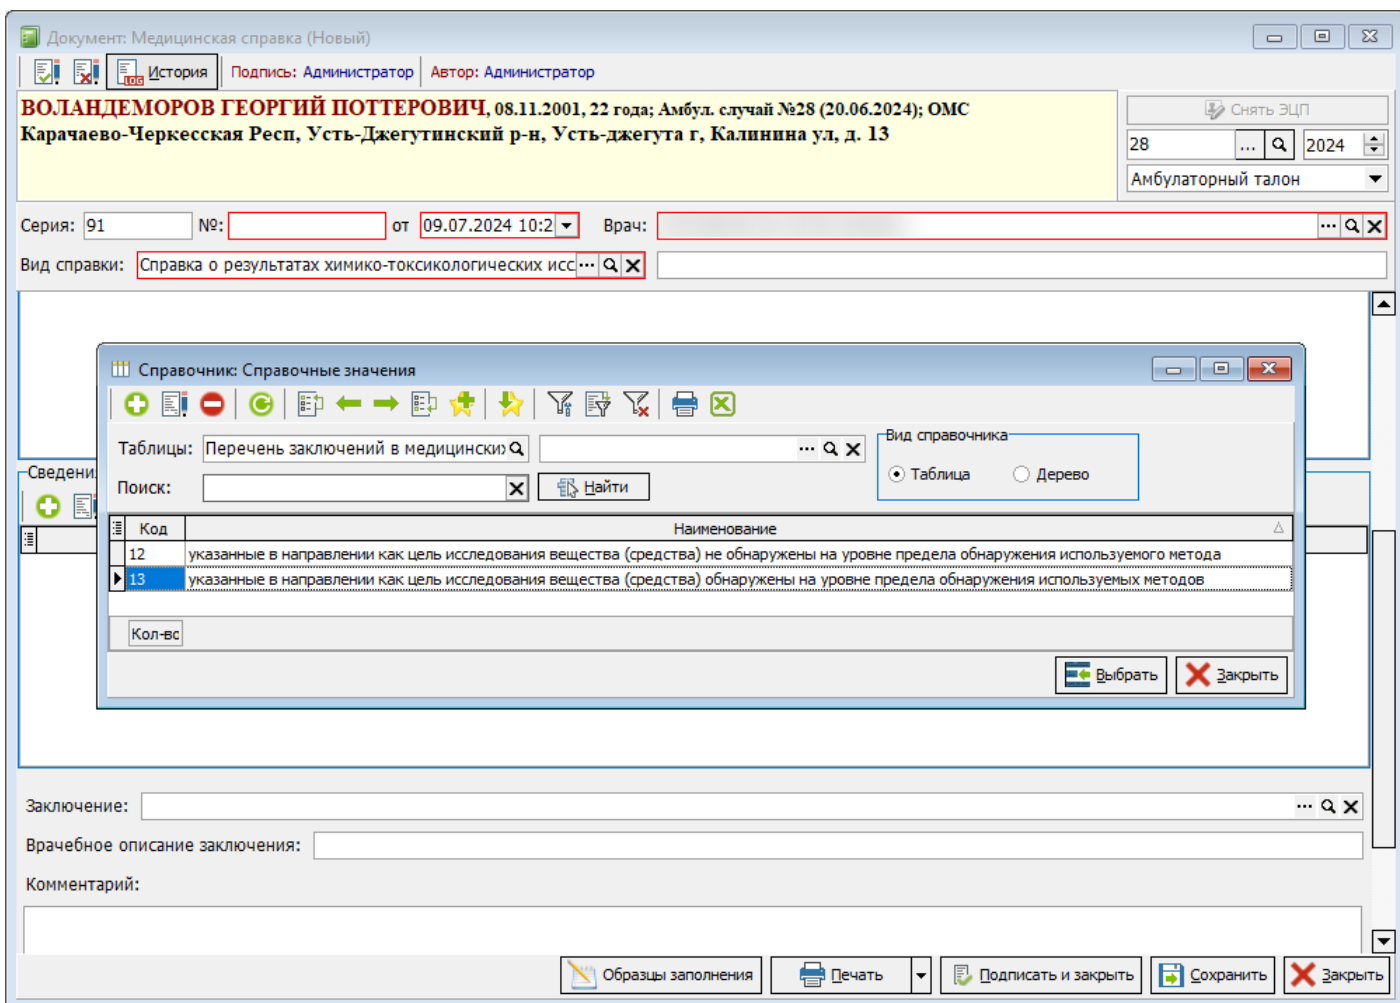 Документ: Медицинская справка (Новый)
LOG История Подпись: Администратор Автор: Администратор
ВОЛАНДЕМОРОВ ГЕОРГИЙ ПОТТЕРОВИЧ, 08.11.2001, 22 года; Амбул. случай №28 (20.06.2024); ОМС
Карачаево-Черкесская Респ, Усть-Джегутинский р-н, Усть-джегута г, Калинина ул, д. 13
Снять ЭЦП
28 ... 2024
Амбулаторный талон
Серия: 91 №: от 09.07.2024 10:2 Врач: ...
Вид справки: Справка о результатах химико-токсикологических исс ...
Справочник: Справочные значения
Таблицы: Перечень заключений в медицински ...
Вид справочника
Таблица Дерево
Поиск: Найти
Сведени
Код Наименование
12 указанные в направлении как цель исследования вещества (средства) не обнаружены на уровне предела обнаружения используемого метода
13 указанные в направлении как цель исследования вещества (средства) обнаружены на уровне предела обнаружения используемых методов
Кол-вс
Выбрать Закрыть
Заключение: ...
Врачебное описание заключения:
Комментарий:
Образцы заполнения Печать Подписать и закрыть Сохранить Закрыть